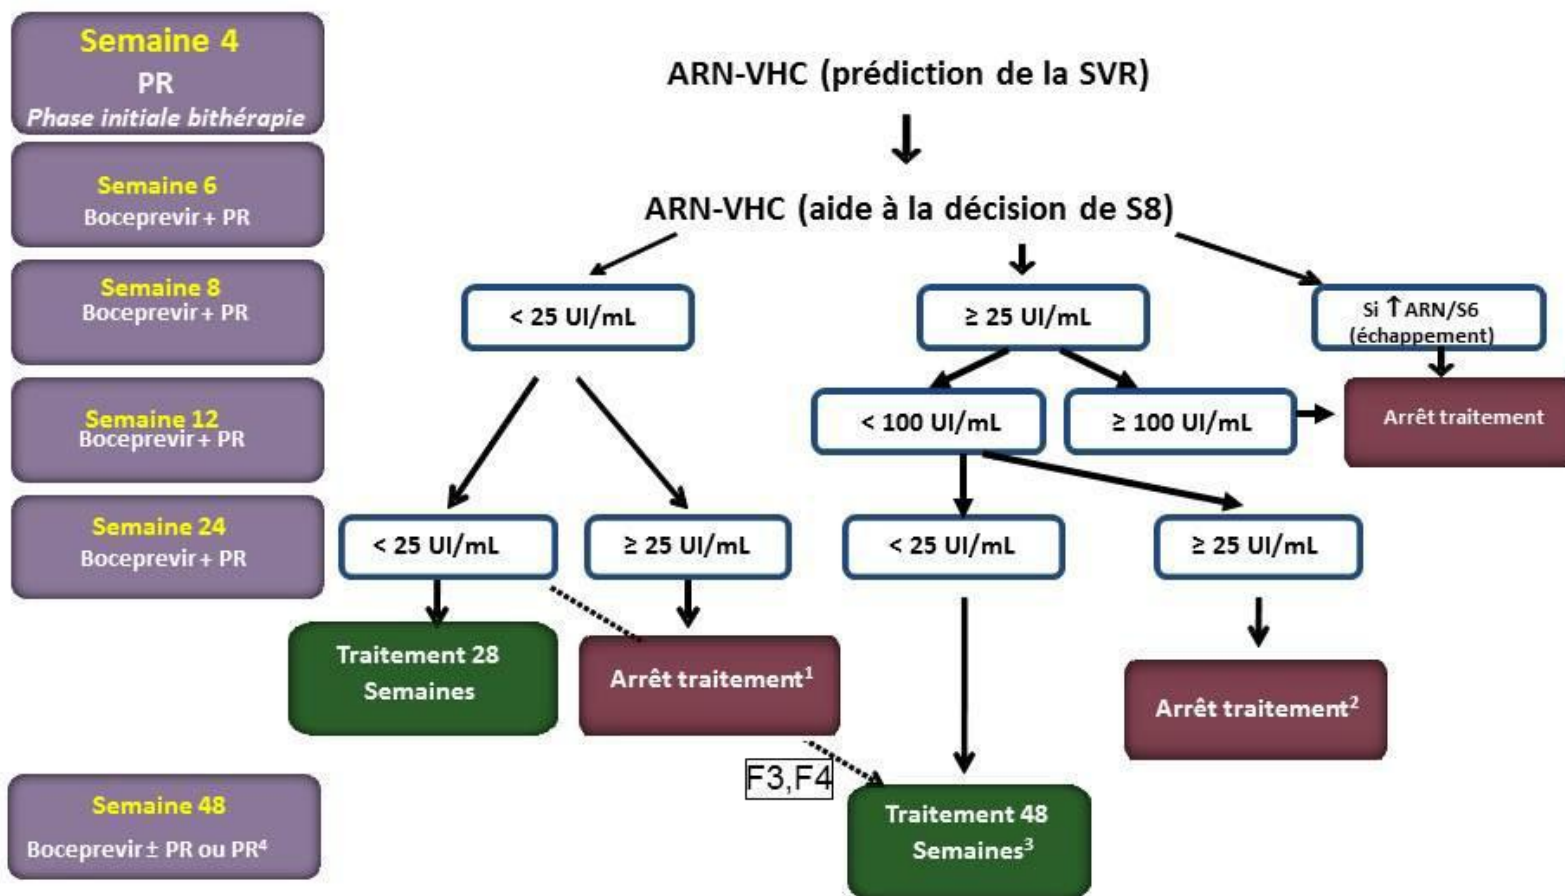 Semaine 4
PR
Phase initiale bithérapie
ARN-VHC (prédiction de la SVR)
Semaine 6
Boceprevir + PR
ARN-VHC (aide à la décision de S8)
Semaine 8
Boceprevir + PR
< 25 UI/mL
≥ 25 UI/mL
Si ↑ ARN/S6
(échappement)
Semaine 12
Boceprevir + PR
< 100 UI/mL
≥ 100 UI/mL
Arrêt traitement
Semaine 24
Boceprevir + PR
< 25 UI/mL
≥ 25 UI/mL
< 25 UI/mL
≥ 25 UI/mL
Traitement 28
Semaines
Arrêt traitement¹
Arrêt traitement²
F3,F4
Semaine 48
Boceprevir ± PR ou PR⁴
Traitement 48
Semaines³